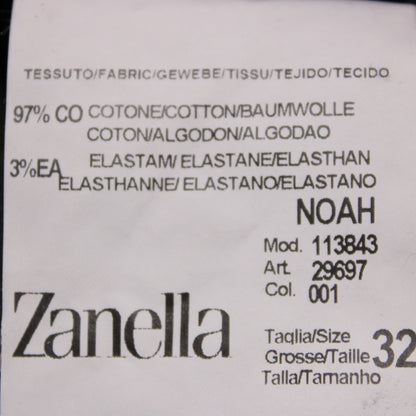 TESSUTO/FABRIC/GEWEBE/TISSU/TEJIDO/TECIDO
97% CO COTONE/COTTON/BAUMWOLLE
COTON/ALGODON/ALGODAO
3%EA ELASTAM/ ELASTANE/ELASTHAN
ELASTHANNE/ ELASTANO/ELASTANO
NOAH
Mod. 113843
Art. 29697
Col. 001
Zanella
Taglia/Size
Grosse/Taille 32
Talla/Tamanho